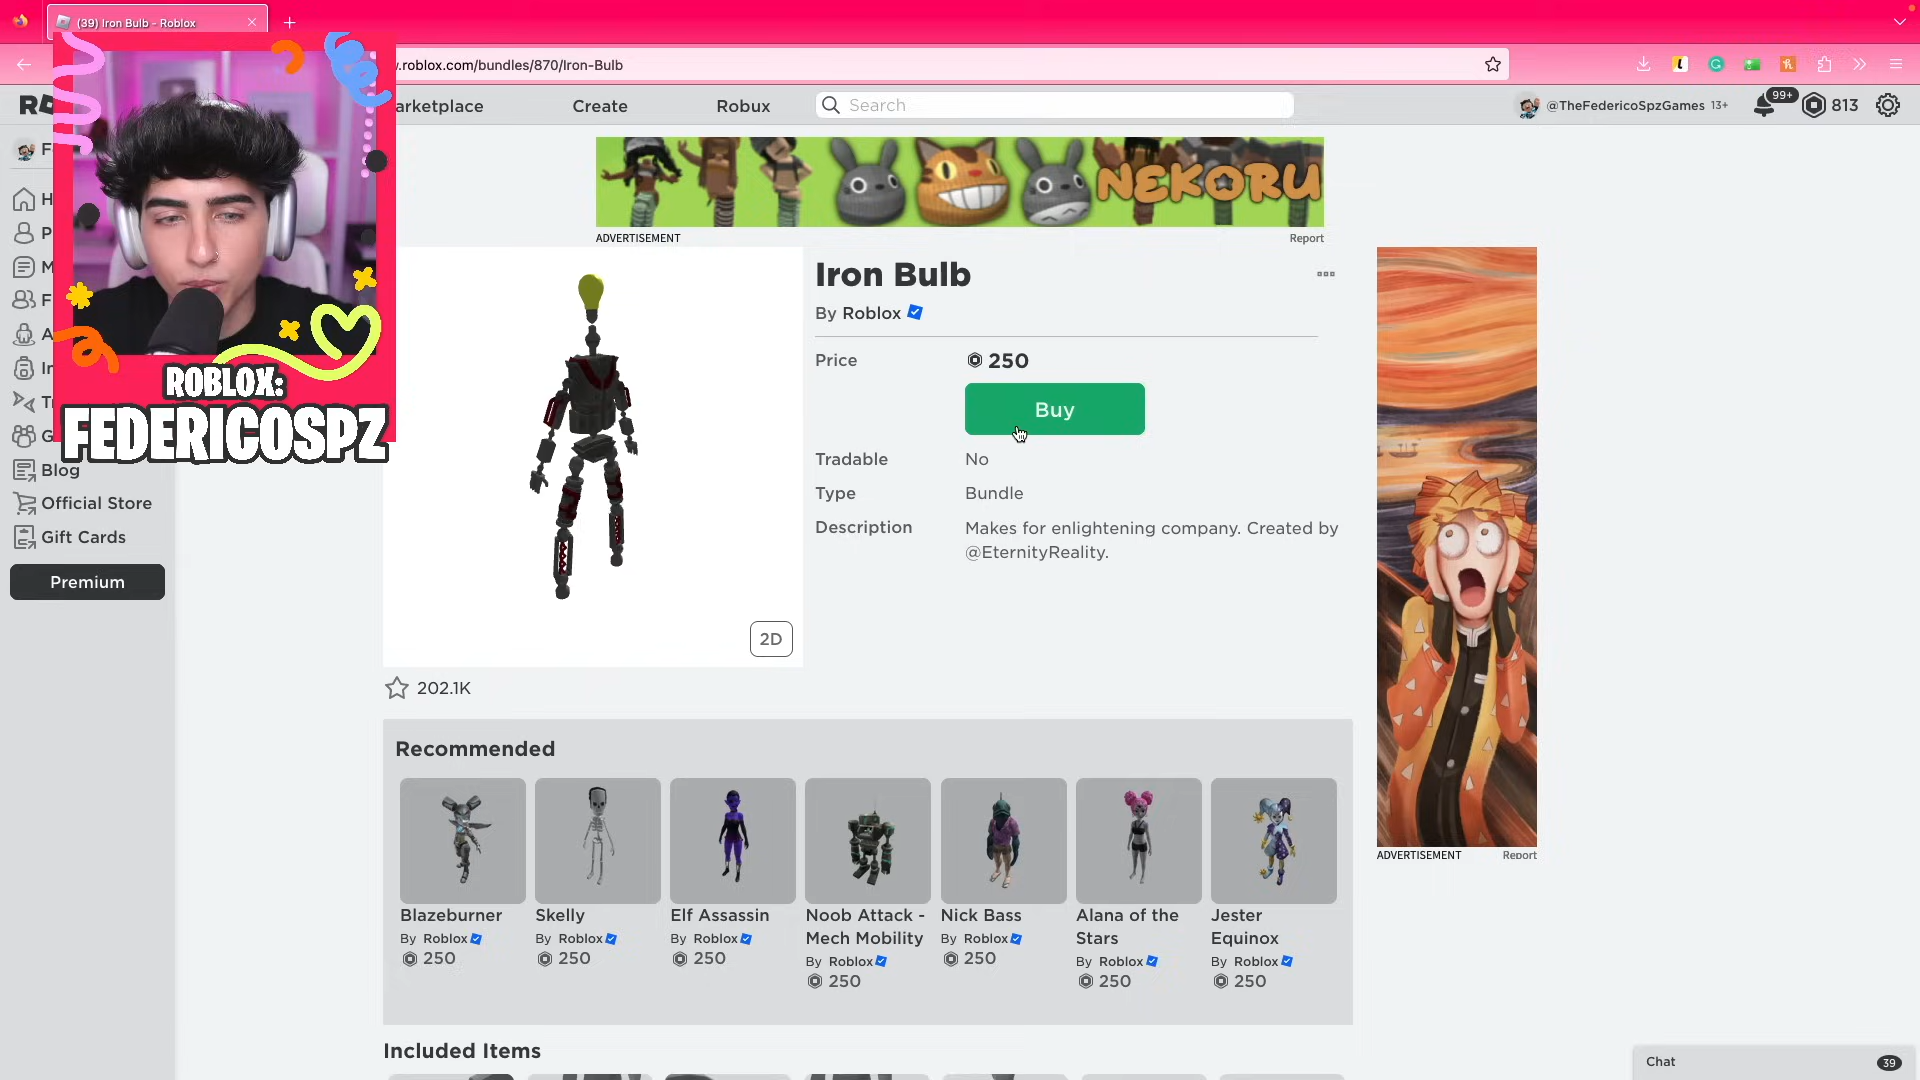 (39) Iron Bulb - Roblox
.roblox.com/bundles/870/Iron-Bulb
arketplace
Create
Robux
Search
@TheFedericoSpzGames 13+
99+
813
NEKORU
ADVERTISEMENT
Report
ROBLOX:
FEDERICOSPZ
Blog
Official Store
Gift Cards
Premium
Iron Bulb
By Roblox
Price
250
Buy
Tradable
No
Type
Bundle
Description
Makes for enlightening company. Created by
@EternityReality.
2D
202.1K
ADVERTISEMENT
Report
Recommended
Blazeburner
By Roblox
250
Skelly
By Roblox
250
Elf Assassin
By Roblox
250
Noob Attack -
Mech Mobility
By Roblox
250
Nick Bass
By Roblox
250
Alana of the
Stars
By Roblox
250
Jester
Equinox
By Roblox
250
Included Items
Chat
39